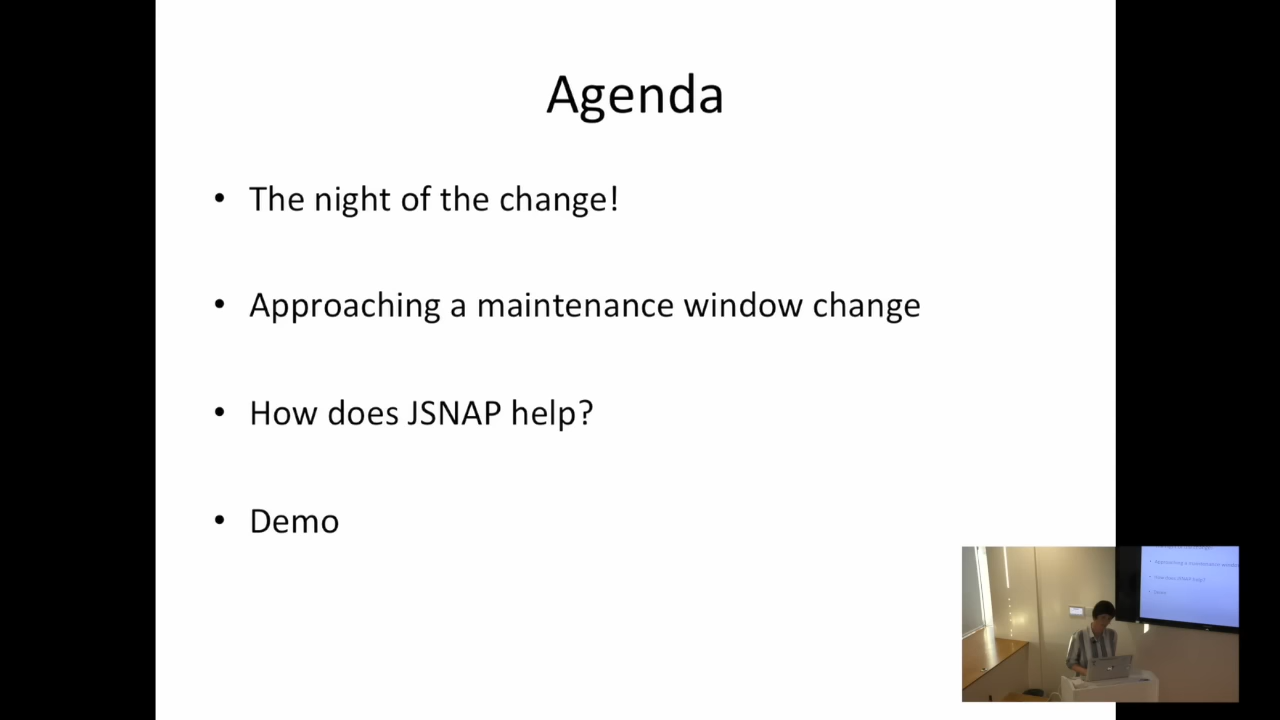 Agenda
• The night of the change!
• Approaching a maintenance window change
• How does JSNAP help?
• Demo